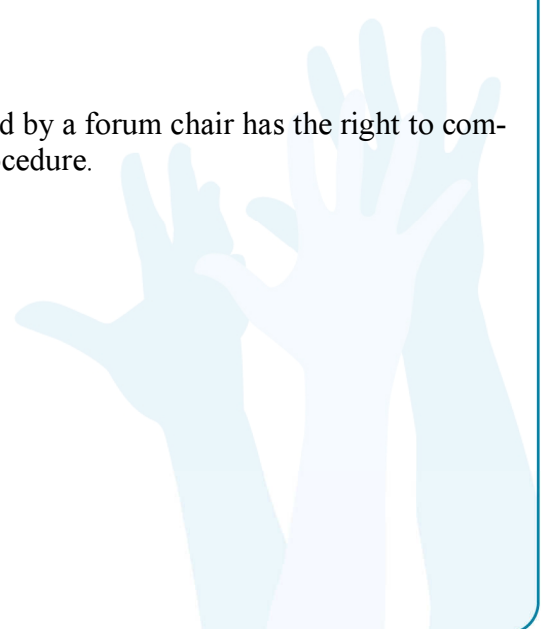 d by a forum chair has the right to com-
cedure.